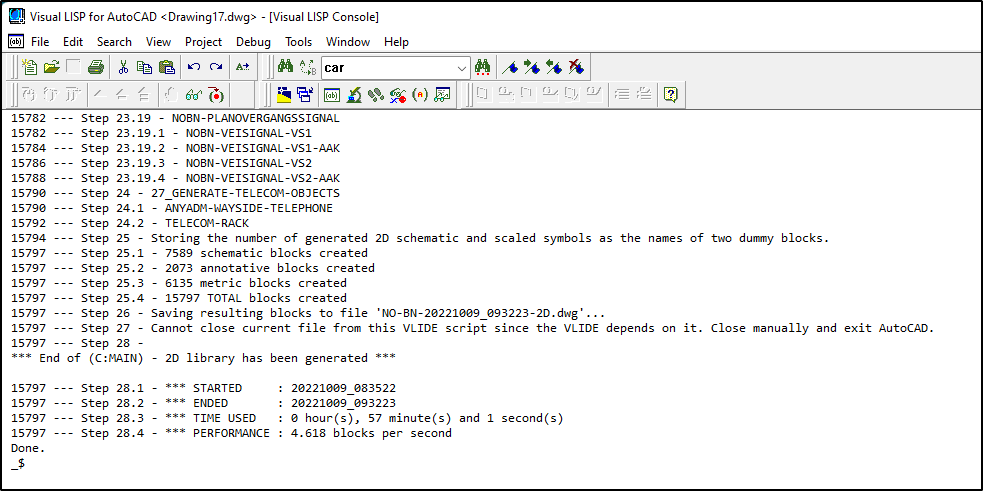 Visual LISP for AutoCAD <Drawing17.dwg> - [Visual LISP Console]
File Edit Search View Project Debug Tools Window Help
car
15782 --- Step 23.19 - NOBN-PLANOVERGANGSSIGNAL
15782 --- Step 23.19.1 - NOBN-VEISIGNAL-VS1
15784 --- Step 23.19.2 - NOBN-VEISIGNAL-VS1-AAK
15786 --- Step 23.19.3 - NOBN-VEISIGNAL-VS2
15788 --- Step 23.19.4 - NOBN-VEISIGNAL-VS2-AAK
15790 --- Step 24 - 27_GENERATE-TELECOM-OBJECTS
15790 --- Step 24.1 - ANYADM-WAYSIDE-TELEPHONE
15792 --- Step 24.2 - TELECOM-RACK
15794 --- Step 25 - Storing the number of generated 2D schematic and scaled symbols as the names of two dummy blocks.
15797 --- Step 25.1 - 7589 schematic blocks created
15797 --- Step 25.2 - 2073 annotative blocks created
15797 --- Step 25.3 - 6135 metric blocks created
15797 --- Step 25.4 - 15797 TOTAL blocks created
15797 --- Step 26 - Saving resulting blocks to file 'NO-BN-20221009_093223-2D.dwg'...
15797 --- Step 27 - Cannot close current file from this VLIDE script since the VLIDE depends on it. Close manually and exit AutoCAD.
15797 --- Step 28 -
*** End of (C:MAIN) - 2D library has been generated ***
15797 --- Step 28.1 - *** STARTED     : 20221009_083522
15797 --- Step 28.2 - *** ENDED       : 20221009_093223
15797 --- Step 28.3 - *** TIME USED   : 0 hour(s), 57 minute(s) and 1 second(s)
15797 --- Step 28.4 - *** PERFORMANCE : 4.618 blocks per second
Done.
_$